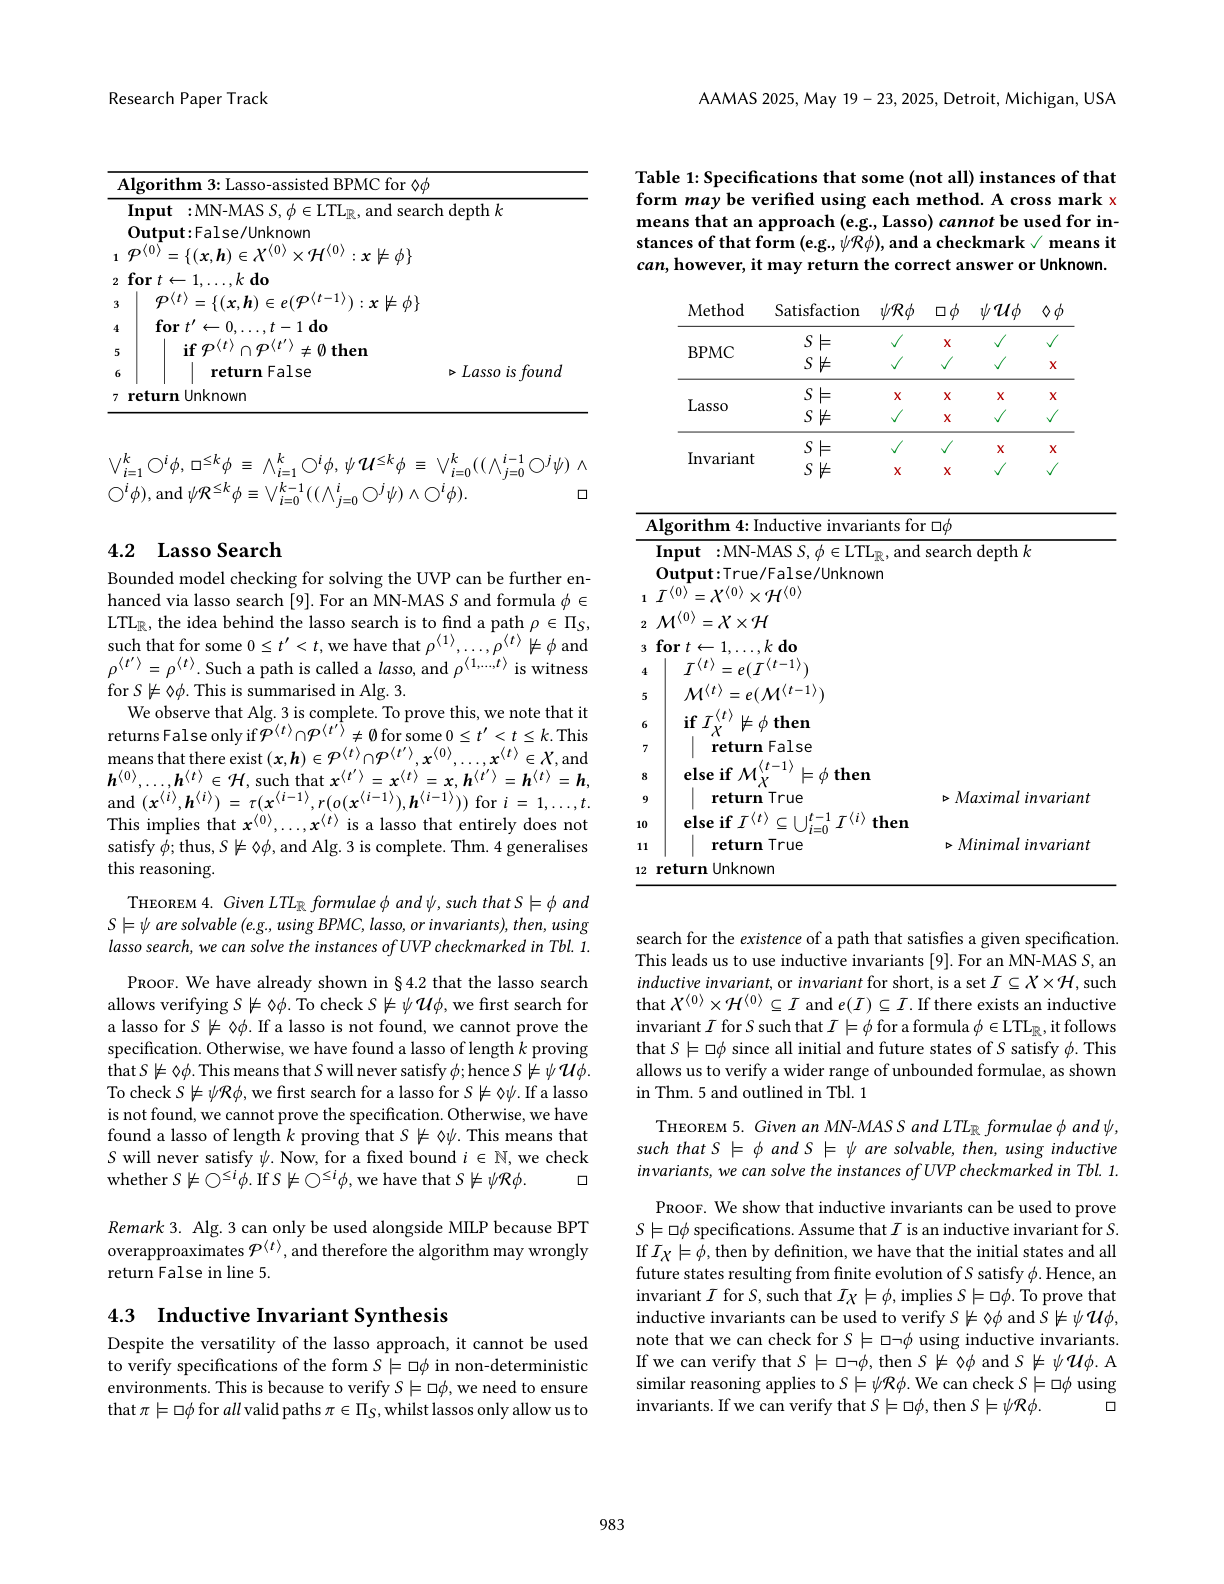 Research Paper Track
AAMAS 2025, May 19 – 23, 2025, Detroit, Michigan, USA
Algorithm 3: Lasso-assisted BPMC for ◇ϕ
Input :MN-MAS S, ϕ ∈ LTLℝ, and search depth k
Output:False/Unknown
1 𝒫⟨0⟩ = {(x, h) ∈ 𝒳⟨0⟩ × ℋ⟨0⟩ : x ⊭ ϕ}
2 for t ← 1, . . . , k do
3 𝒫⟨t⟩ = {(x, h) ∈ e(𝒫⟨t−1⟩) : x ⊭ ϕ}
4 for t′ ← 0, . . . , t − 1 do
5 if 𝒫⟨t⟩ ∩ 𝒫⟨t′⟩ ≠ ∅ then
6 return False ▹ Lasso is found
7 return Unknown
⋁ᵏᵢ₌₁ ○ⁱϕ, □≤ᵏϕ ≡ ⋀ᵏᵢ₌₁ ○ⁱϕ, ψ 𝒰≤ᵏϕ ≡ ⋁ᵏᵢ₌₀((⋀ⁱ⁻¹ⱼ₌₀ ○ʲψ) ∧
○ⁱϕ), and ψℛ≤ᵏϕ ≡ ⋁ᵏ⁻¹ᵢ₌₀((⋀ⁱⱼ₌₀ ○ʲψ) ∧ ○ⁱϕ). □
4.2 Lasso Search
Bounded model checking for solving the UVP can be further en-
hanced via lasso search [9]. For an MN-MAS S and formula ϕ ∈
LTLℝ, the idea behind the lasso search is to find a path ρ ∈ Π_S,
such that for some 0 ≤ t′ < t, we have that ρ⟨1⟩, . . . , ρ⟨t⟩ ⊭ ϕ and
ρ⟨t′⟩ = ρ⟨t⟩. Such a path is called a lasso, and ρ⟨1,...,t⟩ is witness
for S ⊭ ◇ϕ. This is summarised in Alg. 3.
We observe that Alg. 3 is complete. To prove this, we note that it
returns False only if 𝒫⟨t⟩∩𝒫⟨t′⟩ ≠ ∅ for some 0 ≤ t′ < t ≤ k. This
means that there exist (x, h) ∈ 𝒫⟨t⟩∩𝒫⟨t′⟩, x⟨0⟩, . . . , x⟨t⟩ ∈ 𝒳, and
h⟨0⟩, . . . , h⟨t⟩ ∈ ℋ, such that x⟨t′⟩ = x⟨t⟩ = x, h⟨t′⟩ = h⟨t⟩ = h,
and (x⟨i⟩, h⟨i⟩) = τ(x⟨i−1⟩, r(o(x⟨i−1⟩), h⟨i−1⟩)) for i = 1, . . . , t.
This implies that x⟨0⟩, . . . , x⟨t⟩ is a lasso that entirely does not
satisfy ϕ; thus, S ⊭ ◇ϕ, and Alg. 3 is complete. Thm. 4 generalises
this reasoning.
Theorem 4. Given LTLℝ formulae ϕ and ψ, such that S ⊨ ϕ and
S ⊨ ψ are solvable (e.g., using BPMC, lasso, or invariants), then, using
lasso search, we can solve the instances of UVP checkmarked in Tbl. 1.
Proof. We have already shown in § 4.2 that the lasso search
allows verifying S ⊭ ◇ϕ. To check S ⊭ ψ 𝒰ϕ, we first search for
a lasso for S ⊭ ◇ϕ. If a lasso is not found, we cannot prove the
specification. Otherwise, we have found a lasso of length k proving
that S ⊭ ◇ϕ. This means that S will never satisfy ϕ; hence S ⊭ ψ 𝒰ϕ.
To check S ⊭ ψℛϕ, we first search for a lasso for S ⊭ ◇ψ. If a lasso
is not found, we cannot prove the specification. Otherwise, we have
found a lasso of length k proving that S ⊭ ◇ψ. This means that
S will never satisfy ψ. Now, for a fixed bound i ∈ ℕ, we check
whether S ⊭ ○≤ⁱϕ. If S ⊭ ○≤ⁱϕ, we have that S ⊭ ψℛϕ. □
Remark 3. Alg. 3 can only be used alongside MILP because BPT
overapproximates 𝒫⟨t⟩, and therefore the algorithm may wrongly
return False in line 5.
4.3 Inductive Invariant Synthesis
Despite the versatility of the lasso approach, it cannot be used
to verify specifications of the form S ⊨ □ϕ in non-deterministic
environments. This is because to verify S ⊨ □ϕ, we need to ensure
that π ⊨ □ϕ for all valid paths π ∈ Π_S, whilst lassos only allow us to
Table 1: Specifications that some (not all) instances of that
form may be verified using each method. A cross mark x
means that an approach (e.g., Lasso) cannot be used for in-
stances of that form (e.g., ψℛϕ), and a checkmark ✓ means it
can, however, it may return the correct answer or Unknown.
Method Satisfaction ψℛϕ □ϕ ψ 𝒰ϕ ◇ϕ
BPMC S ⊨ ✓ x ✓ ✓
S ⊭ ✓ ✓ ✓ x
Lasso S ⊨ x x x x
S ⊭ ✓ x ✓ ✓
Invariant S ⊨ ✓ ✓ x x
S ⊭ x x ✓ ✓
Algorithm 4: Inductive invariants for □ϕ
Input :MN-MAS S, ϕ ∈ LTLℝ, and search depth k
Output:True/False/Unknown
1 ℐ⟨0⟩ = 𝒳⟨0⟩ × ℋ⟨0⟩
2 ℳ⟨0⟩ = 𝒳 × ℋ
3 for t ← 1, . . . , k do
4 ℐ⟨t⟩ = e(ℐ⟨t−1⟩)
5 ℳ⟨t⟩ = e(ℳ⟨t−1⟩)
6 if ℐ_𝒳⟨t⟩ ⊭ ϕ then
7 return False
8 else if ℳ_𝒳⟨t−1⟩ ⊨ ϕ then
9 return True ▹ Maximal invariant
10 else if ℐ⟨t⟩ ⊆ ⋃ᵗ⁻¹ᵢ₌₀ ℐ⟨i⟩ then
11 return True ▹ Minimal invariant
12 return Unknown
search for the existence of a path that satisfies a given specification.
This leads us to use inductive invariants [9]. For an MN-MAS S, an
inductive invariant, or invariant for short, is a set ℐ ⊆ 𝒳 × ℋ, such
that 𝒳⟨0⟩ × ℋ⟨0⟩ ⊆ ℐ and e(ℐ) ⊆ ℐ. If there exists an inductive
invariant ℐ for S such that ℐ ⊨ ϕ for a formula ϕ ∈ LTLℝ, it follows
that S ⊨ □ϕ since all initial and future states of S satisfy ϕ. This
allows us to verify a wider range of unbounded formulae, as shown
in Thm. 5 and outlined in Tbl. 1
Theorem 5. Given an MN-MAS S and LTLℝ formulae ϕ and ψ,
such that S ⊨ ϕ and S ⊨ ψ are solvable, then, using inductive
invariants, we can solve the instances of UVP checkmarked in Tbl. 1.
Proof. We show that inductive invariants can be used to prove
S ⊨ □ϕ specifications. Assume that ℐ is an inductive invariant for S.
If ℐ_𝒳 ⊨ ϕ, then by definition, we have that the initial states and all
future states resulting from finite evolution of S satisfy ϕ. Hence, an
invariant ℐ for S, such that ℐ_𝒳 ⊨ ϕ, implies S ⊨ □ϕ. To prove that
inductive invariants can be used to verify S ⊭ ◇ϕ and S ⊭ ψ 𝒰ϕ,
note that we can check for S ⊨ □¬ϕ using inductive invariants.
If we can verify that S ⊨ □¬ϕ, then S ⊭ ◇ϕ and S ⊭ ψ 𝒰ϕ. A
similar reasoning applies to S ⊨ ψℛϕ. We can check S ⊨ □ϕ using
invariants. If we can verify that S ⊨ □ϕ, then S ⊨ ψℛϕ. □
983